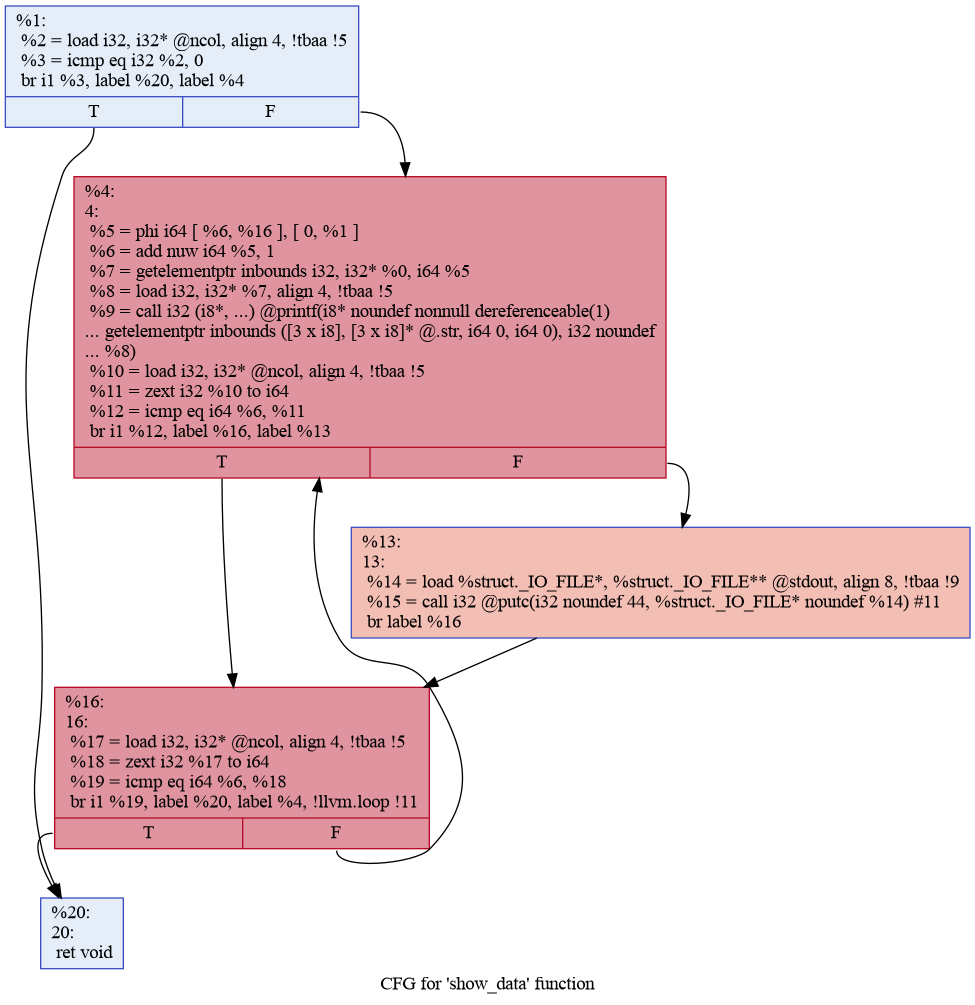 %1:
%2 = load i32, i32* @ncol, align 4, !tbaa !5
%3 = icmp eq i32 %2, 0
br i1 %3, label %20, label %4
T F
%4:
4:
%5 = phi i64 [ %6, %16 ], [ 0, %1 ]
%6 = add nuw i64 %5, 1
%7 = getelementptr inbounds i32, i32* %0, i64 %5
%8 = load i32, i32* %7, align 4, !tbaa !5
%9 = call i32 (i8*, ...) @printf(i8* noundef nonnull dereferenceable(1)
... getelementptr inbounds ([3 x i8], [3 x i8]* @.str, i64 0, i64 0), i32 noundef
... %8)
%10 = load i32, i32* @ncol, align 4, !tbaa !5
%11 = zext i32 %10 to i64
%12 = icmp eq i64 %6, %11
br i1 %12, label %16, label %13
T F
%13:
13:
%14 = load %struct._IO_FILE*, %struct._IO_FILE** @stdout, align 8, !tbaa !9
%15 = call i32 @putc(i32 noundef 44, %struct._IO_FILE* noundef %14) #11
br label %16
%16:
16:
%17 = load i32, i32* @ncol, align 4, !tbaa !5
%18 = zext i32 %17 to i64
%19 = icmp eq i64 %6, %18
br i1 %19, label %20, label %4, !llvm.loop !11
T F
%20:
20:
ret void
CFG for 'show_data' function